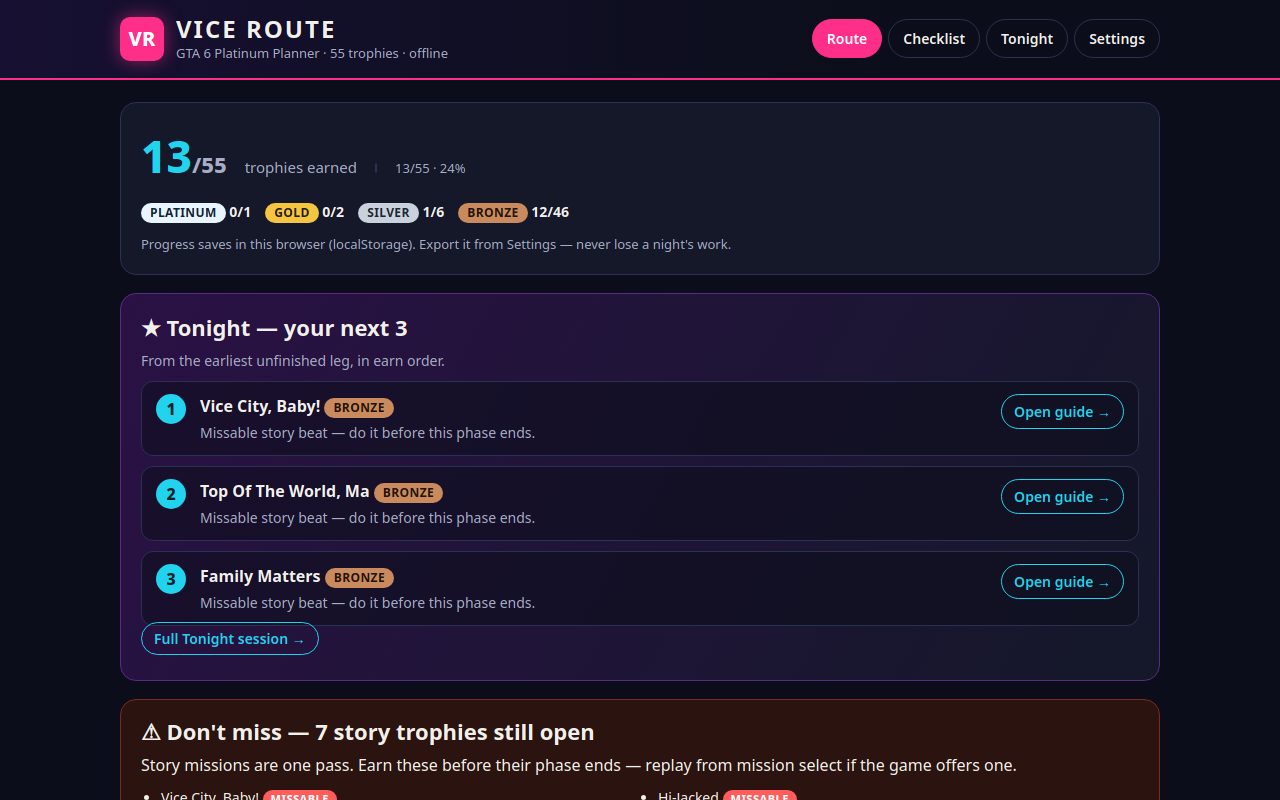 VR
VICE ROUTE
GTA 6 Platinum Planner · 55 trophies · offline
Route
Checklist
Tonight
Settings
13/55 trophies earned 13/55 · 24%
PLATINUM 0/1 GOLD 0/2 SILVER 1/6 BRONZE 12/46
Progress saves in this browser (localStorage). Export it from Settings — never lose a night's work.
★ Tonight — your next 3
From the earliest unfinished leg, in earn order.
1 Vice City, Baby! BRONZE
Open guide →
Missable story beat — do it before this phase ends.
2 Top Of The World, Ma BRONZE
Open guide →
Missable story beat — do it before this phase ends.
3 Family Matters BRONZE
Open guide →
Missable story beat — do it before this phase ends.
Full Tonight session →
⚠ Don't miss — 7 story trophies still open
Story missions are one pass. Earn these before their phase ends — replay from mission select if the game offers one.
• Vice City, Baby! MISSABLE
• Hi-Jacked MISSABLE